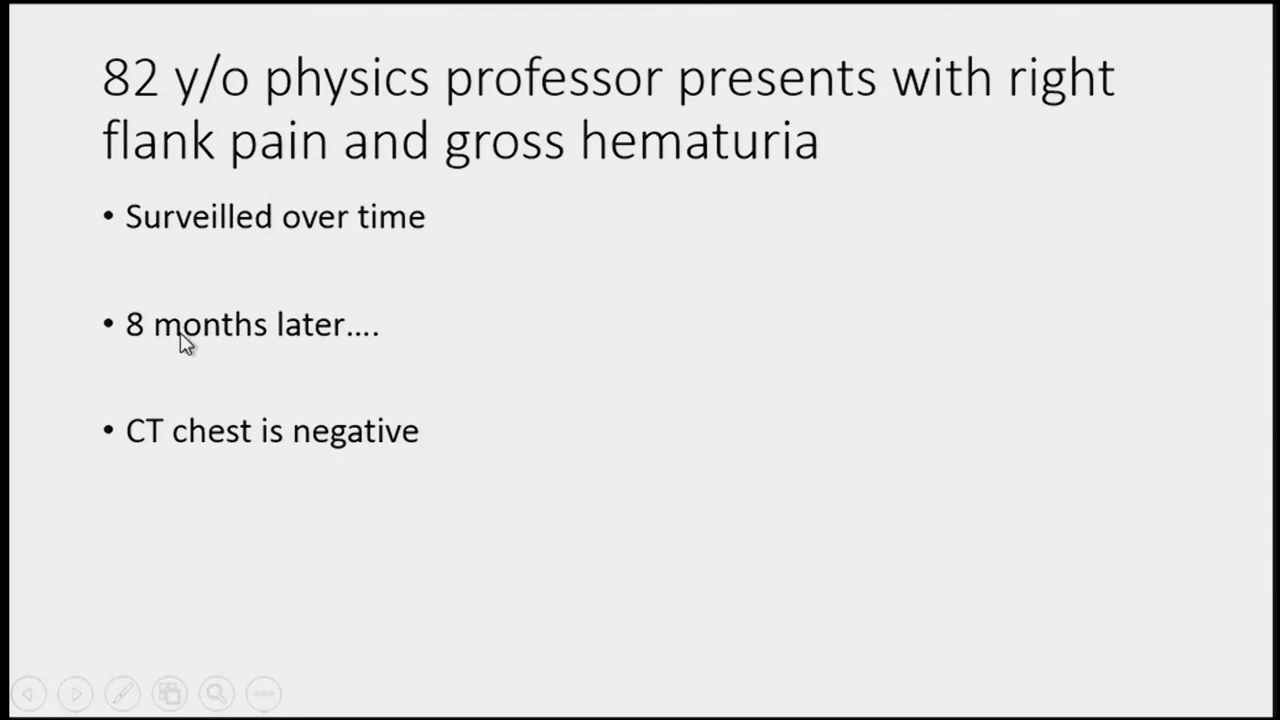 82 y/o physics professor presents with right
flank pain and gross hematuria
• Surveilled over time
• 8 months later....
• CT chest is negative